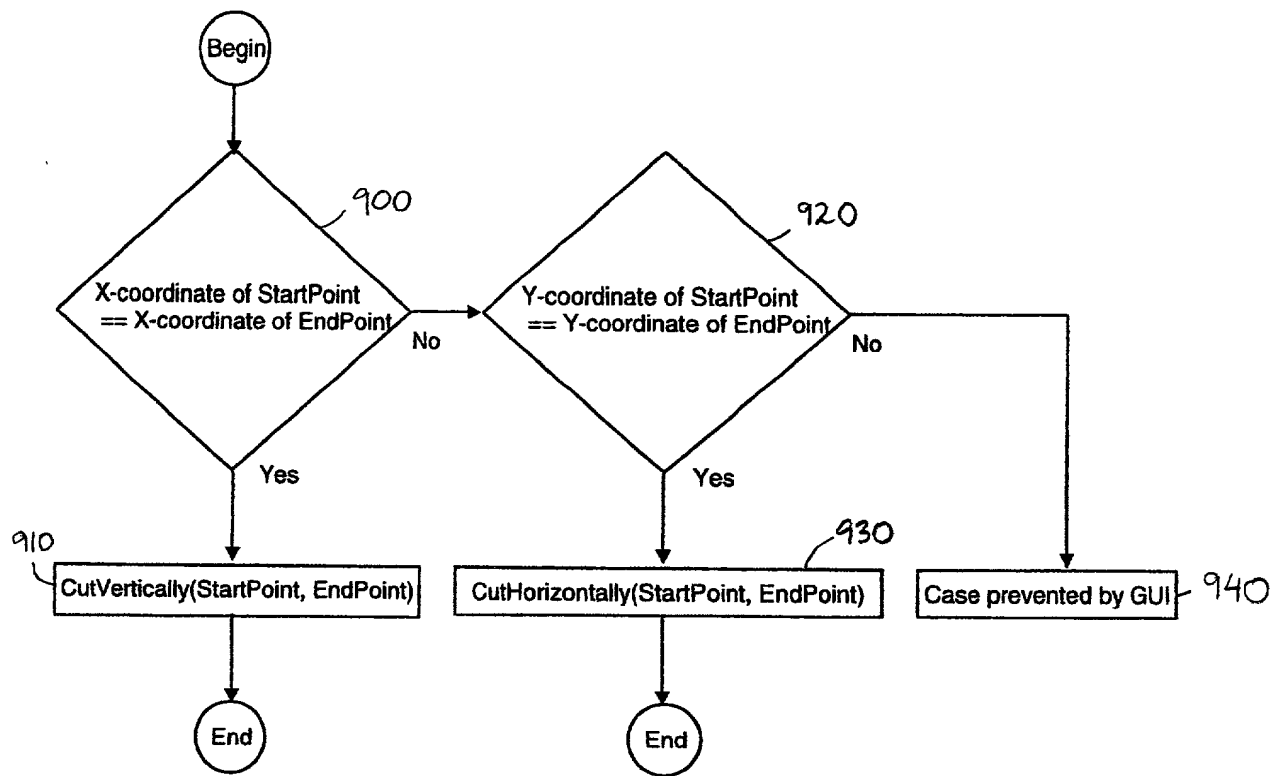 Begin
900
920
X-coordinate of StartPoint
== X-coordinate of EndPoint
No
Y-coordinate of StartPoint
== Y-coordinate of EndPoint
No
Yes
Yes
910
CutVertically(StartPoint, EndPoint)
930
CutHorizontally(StartPoint, EndPoint)
Case prevented by GUI
940
End
End